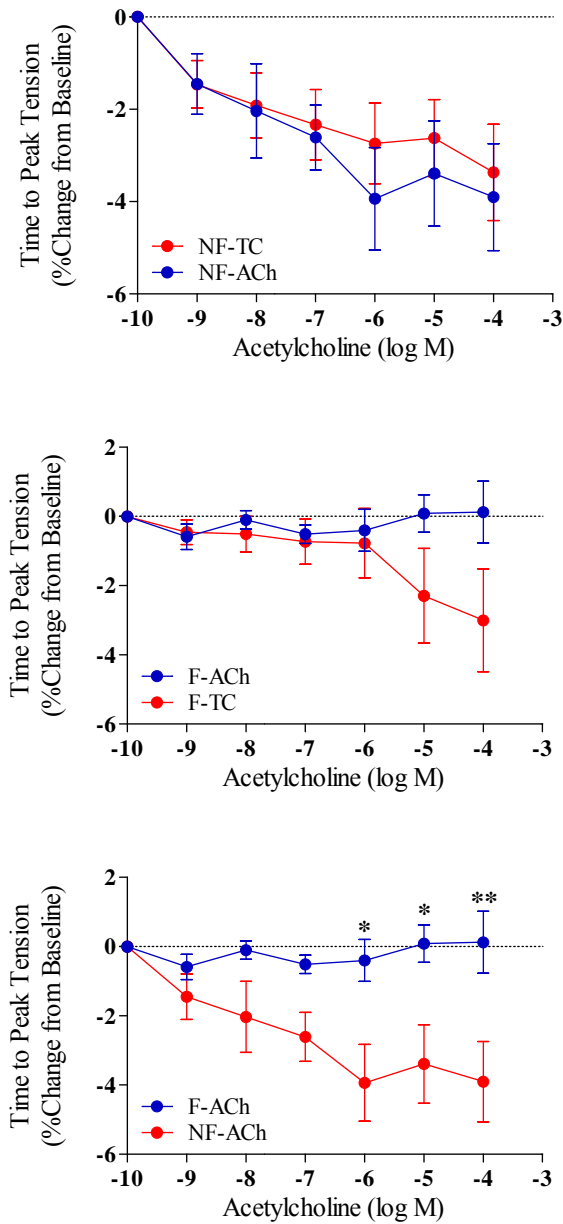 0
-2
-4
-6
Time to Peak Tension
(%Change from Baseline)
NF-TC
NF-ACh
-10 -9 -8 -7 -6 -5 -4 -3
Acetylcholine (log M)
2
0
-2
-4
-6
Time to Peak Tension
(%Change from Baseline)
F-ACh
F-TC
-10 -9 -8 -7 -6 -5 -4 -3
Acetylcholine (log M)
2
0
-2
-4
-6
Time to Peak Tension
(%Change from Baseline)
* * **
F-ACh
NF-ACh
-10 -9 -8 -7 -6 -5 -4 -3
Acetylcholine (log M)